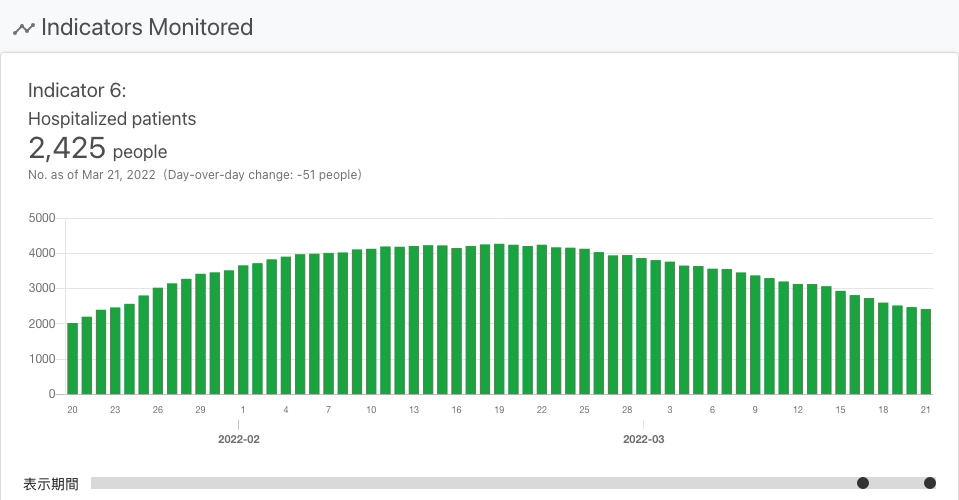 Indicators Monitored
Indicator 6:
Hospitalized patients
2,425 people
No. as of Mar 21, 2022 (Day-over-day change: -51 people)
5000
4000
3000
2000
1000
0
20 23 26 29 1 4 7 10 13 16 19 22 25 28 3 6 9 12 15 18 21
2022-02 2022-03
表示期間